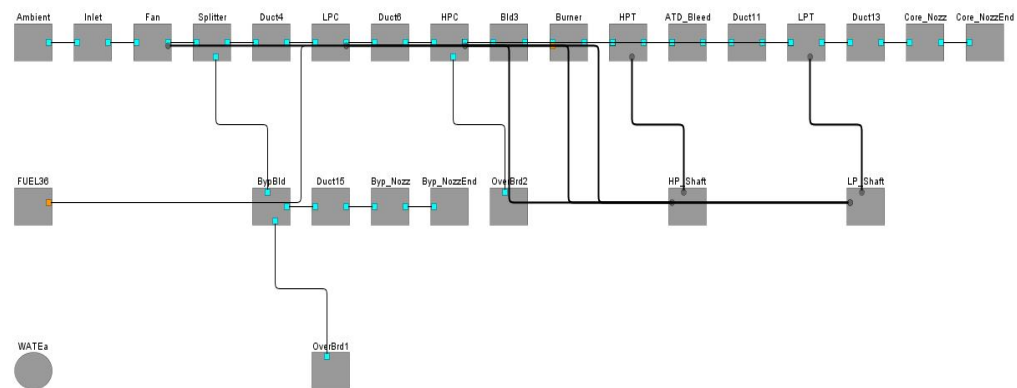 Ambient Inlet Fan Splitter Duct4 LPC Duct6 HPC Bld3 Burner HPT ATD_Bleed Duct11 LPT Duct13 Core_Nozz Core_NozzEnd
FUEL36 BypBld Duct15 Byp_Nozz Byp_NozzEnd OverBrd2 HP_Shaft LP_Shaft
WATEa OverBrd1